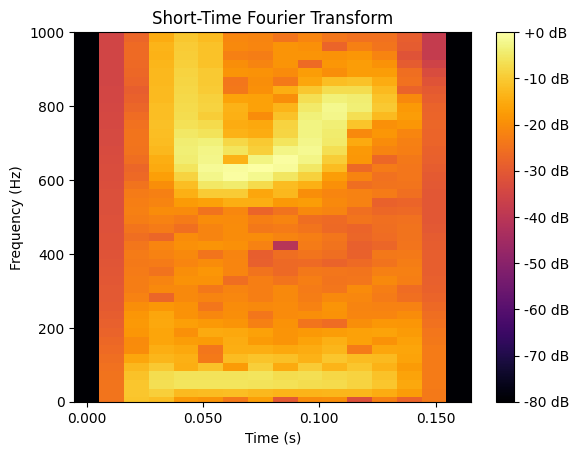 Short-Time Fourier Transform
1000
800
600
400
200
0
Frequency (Hz)
0.000
0.050
0.100
0.150
Time (s)
+0 dB
-10 dB
-20 dB
-30 dB
-40 dB
-50 dB
-60 dB
-70 dB
-80 dB